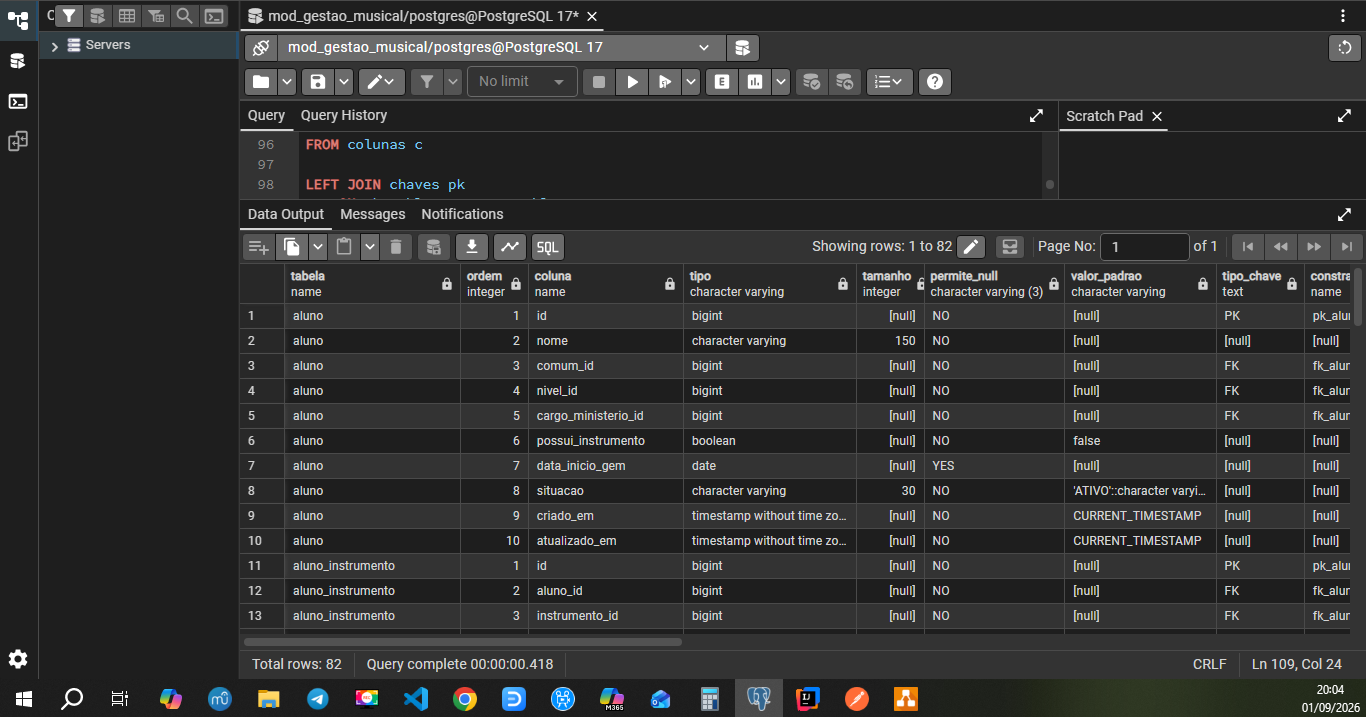 mod_gestao_musical/postgres@PostgreSQL 17*
Servers
mod_gestao_musical/postgres@PostgreSQL 17
No limit
E
Query Query History
Scratch Pad
96 FROM colunas c
97
98 LEFT JOIN chaves pk
Data Output Messages Notifications
SQL Showing rows: 1 to 82 Page No: 1 of 1
tabela ordem coluna tipo tamanho permite_null valor_padrao tipo_chave constra
name integer name character varying integer character varying (3) character varying text name
1 aluno 1 id bigint [null] NO [null] PK pk_alur
2 aluno 2 nome character varying 150 NO [null] [null] [null]
3 aluno 3 comum_id bigint [null] NO [null] FK fk_alur
4 aluno 4 nivel_id bigint [null] NO [null] FK fk_alur
5 aluno 5 cargo_ministerio_id bigint [null] NO [null] FK fk_alur
6 aluno 6 possui_instrumento boolean [null] NO false [null] [null]
7 aluno 7 data_inicio_gem date [null] YES [null] [null] [null]
8 aluno 8 situacao character varying 30 NO 'ATIVO'::character varyi... [null] [null]
9 aluno 9 criado_em timestamp without time zo... [null] NO CURRENT_TIMESTAMP [null] [null]
10 aluno 10 atualizado_em timestamp without time zo... [null] NO CURRENT_TIMESTAMP [null] [null]
11 aluno_instrumento 1 id bigint [null] NO [null] PK pk_alur
12 aluno_instrumento 2 aluno_id bigint [null] NO [null] FK fk_alur
13 aluno_instrumento 3 instrumento_id bigint [null] NO [null] FK fk_alur
Total rows: 82 Query complete 00:00:00.418 CRLF Ln 109, Col 24
M365
20:04
01/09/2026